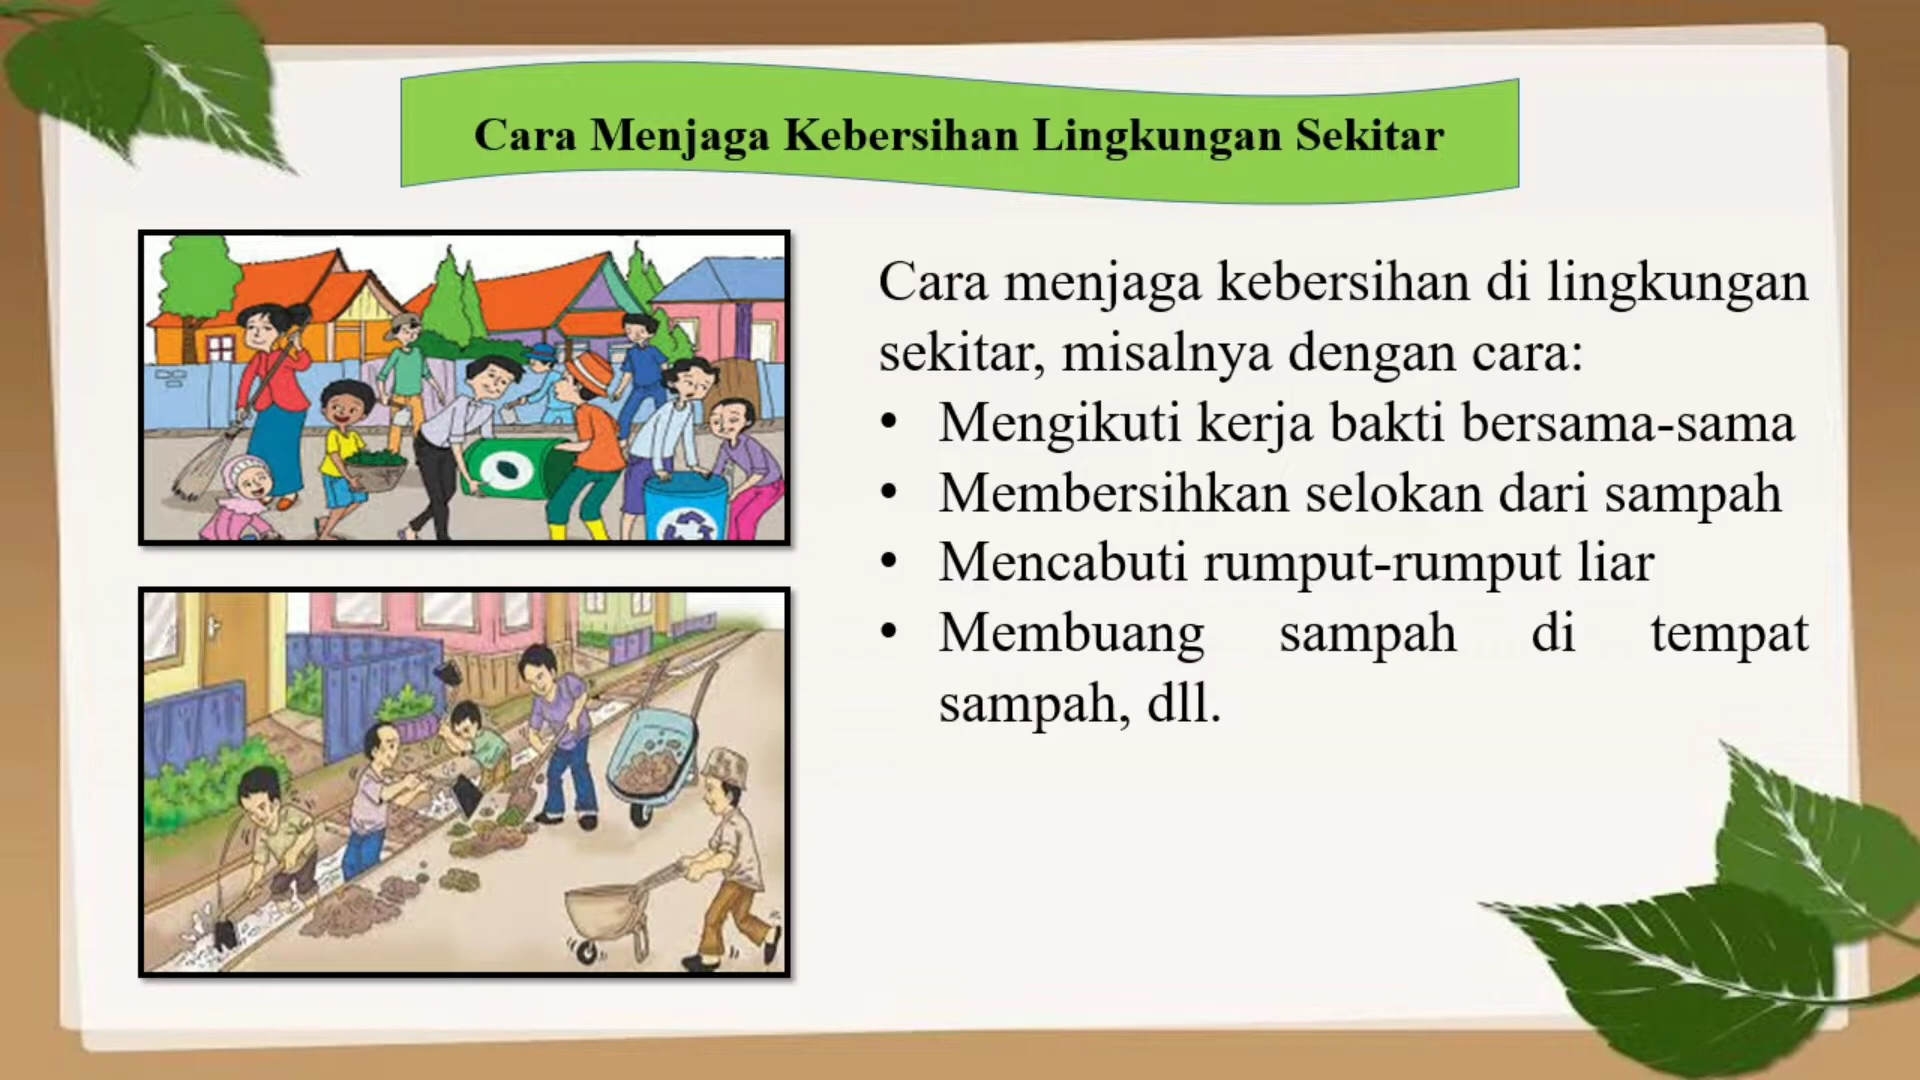 Cara Menjaga Kebersihan Lingkungan Sekitar
Cara menjaga kebersihan di lingkungan
sekitar, misalnya dengan cara:
• Mengikuti kerja bakti bersama-sama
• Membersihkan selokan dari sampah
• Mencabuti rumput-rumput liar
• Membuang sampah di tempat
sampah, dll.